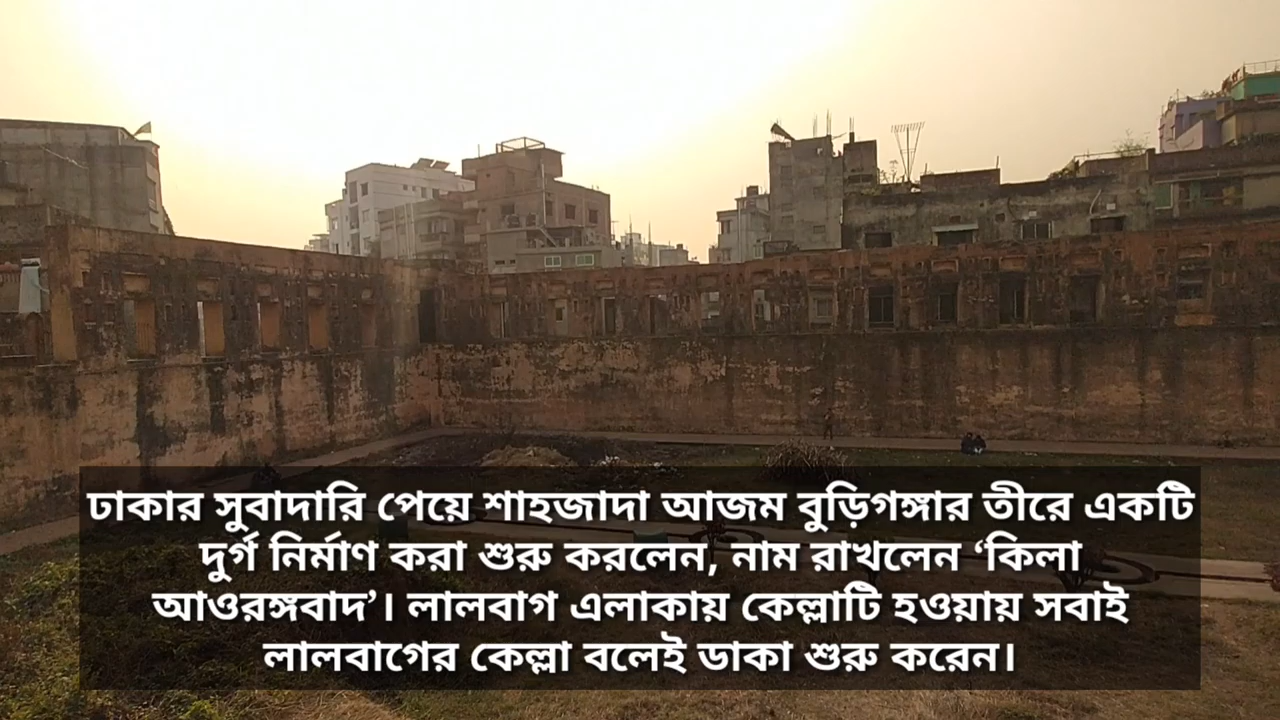 ঢাকার সুবাদারি পেয়ে শাহজাদা আজম বুড়িগঙ্গার তীরে একটি
দুর্গ নির্মাণ করা শুরু করলেন, নাম রাখলেন ‘কিলা
আওরঙ্গবাদ’। লালবাগ এলাকায় কেল্লাটি হওয়ায় সবাই
লালবাগের কেল্লা বলেই ডাকা শুরু করেন।